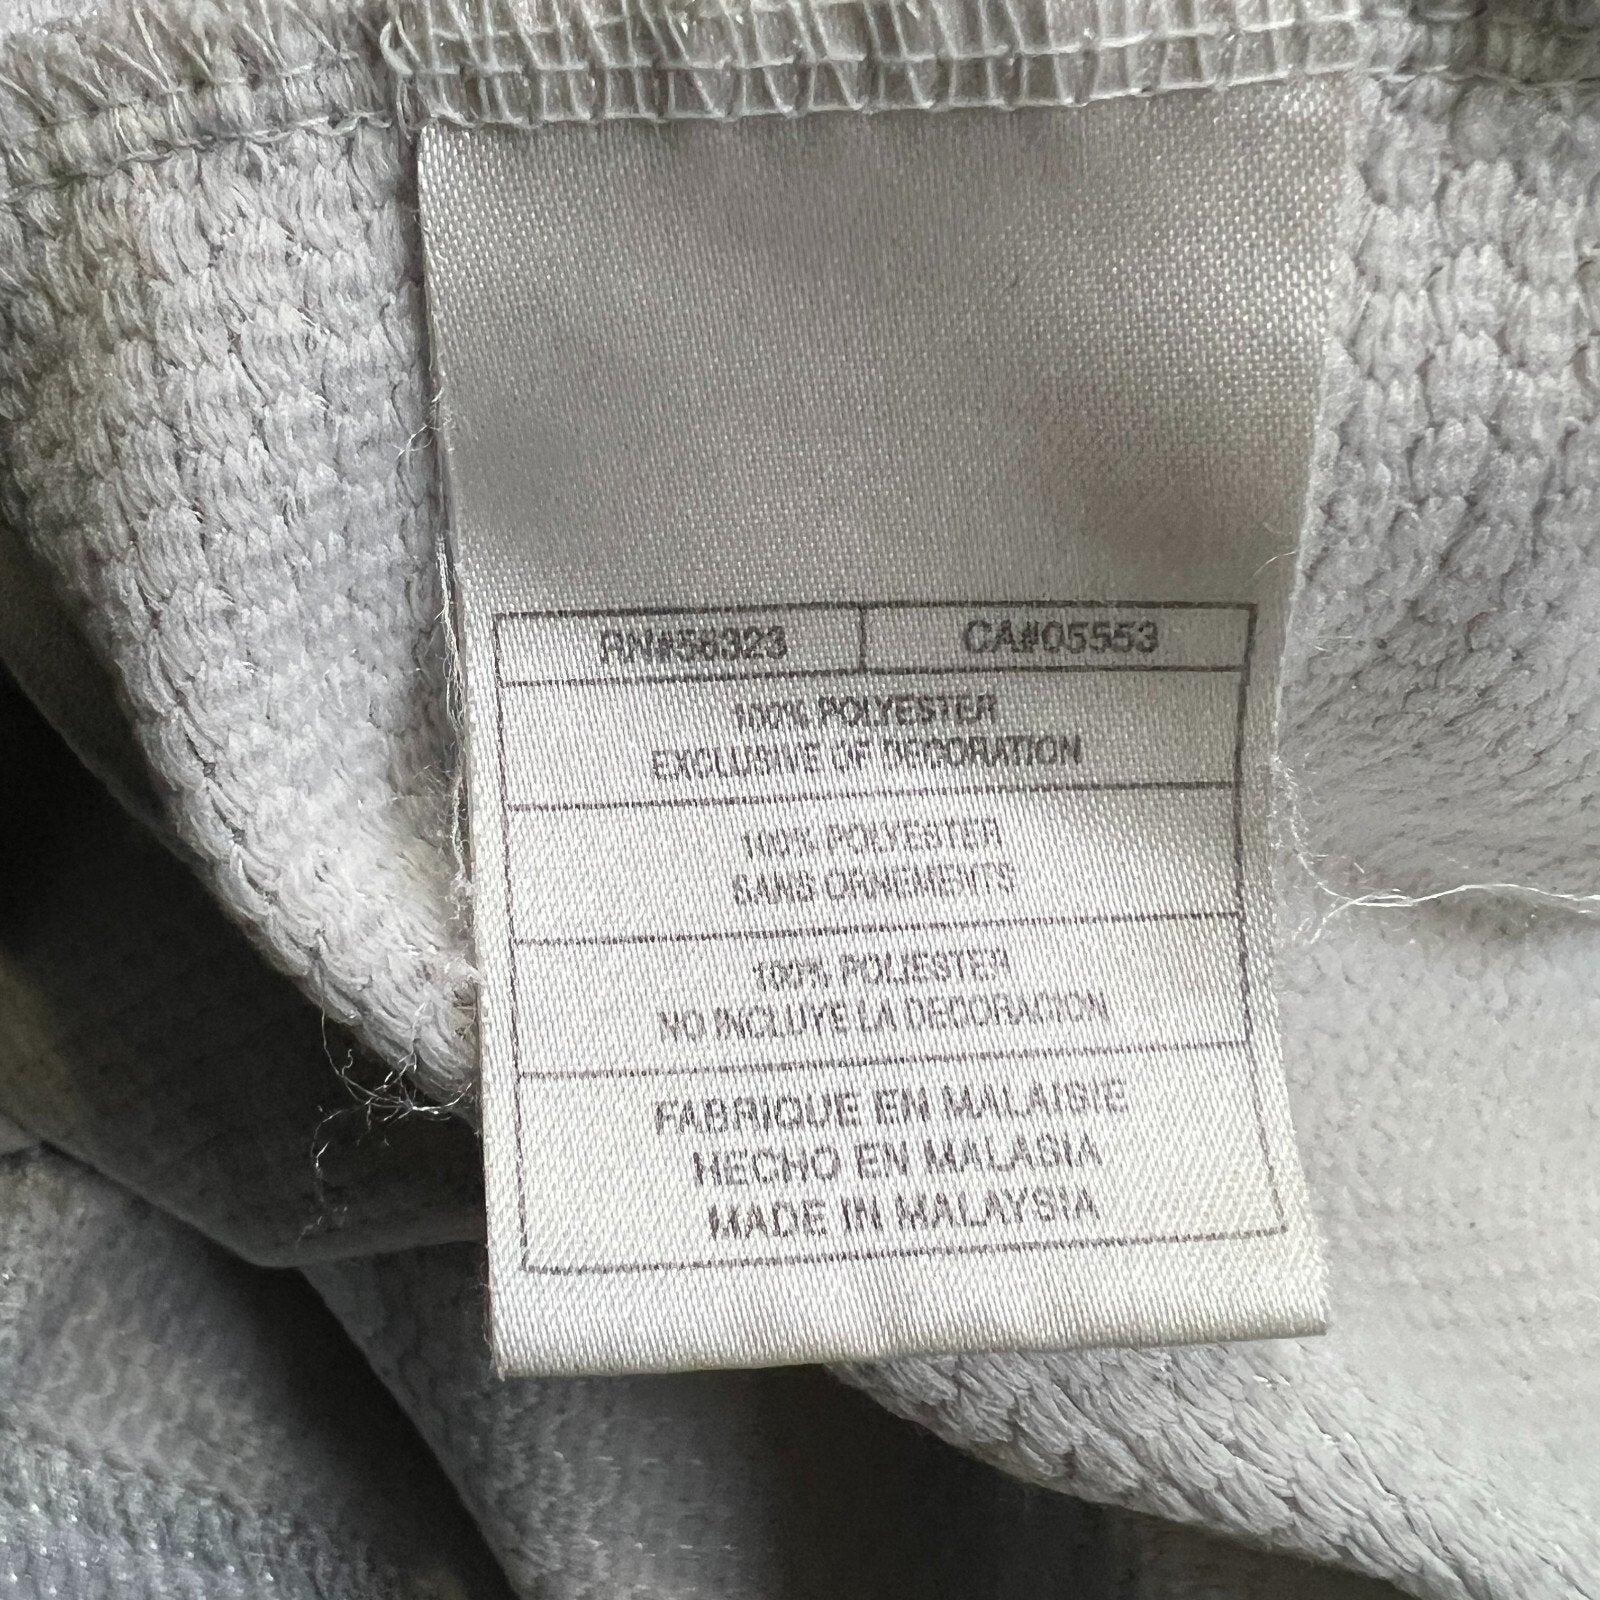 RN#56323 CA#05553
100% POLYESTER
EXCLUSIVE OF DECORATION
100% POLYESTER
SANS ORNEMENTS
100% POLIESTER
NO INCLUYE LA DECORACION
FABRIQUE EN MALAISIE
HECHO EN MALASIA
MADE IN MALAYSIA